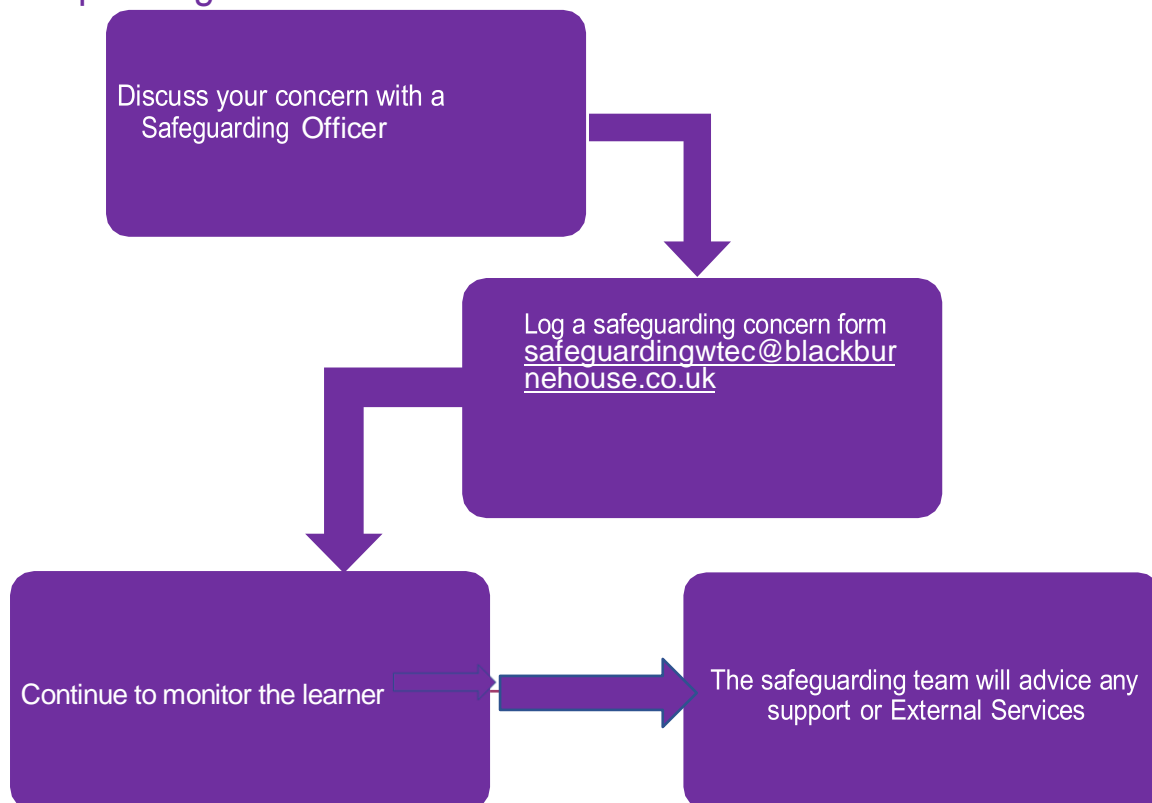 Discuss your concern with a
Safeguarding Officer
Log a safeguarding concern form
safeguardingwtec@blackbur
nehouse.co.uk
Continue to monitor the learner
The safeguarding team will advice any
support or External Services